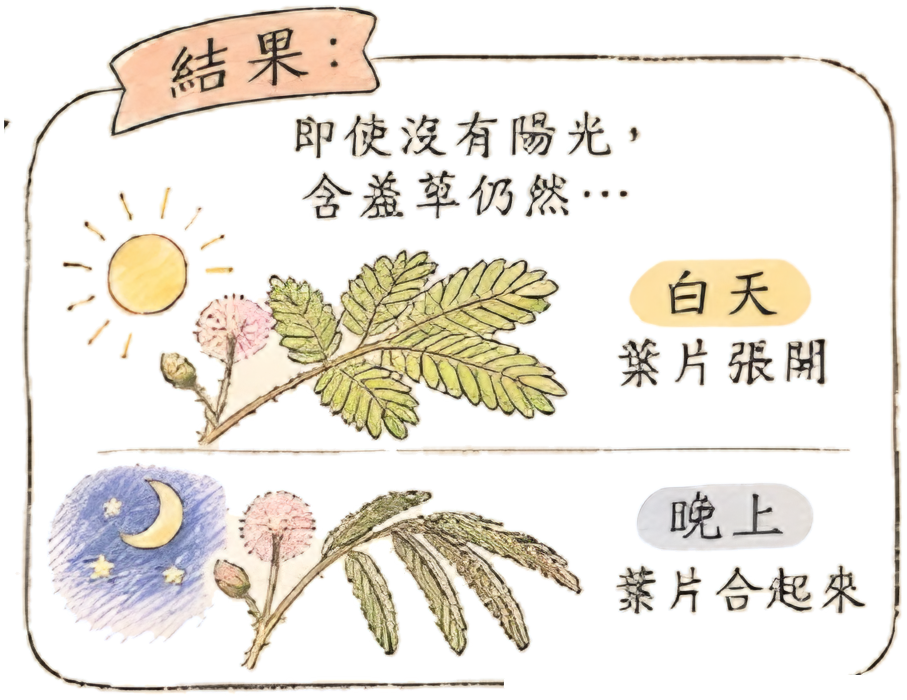 結果：
即使沒有陽光，
含羞草仍然…
白天
葉片張開
晚上
葉片合起來